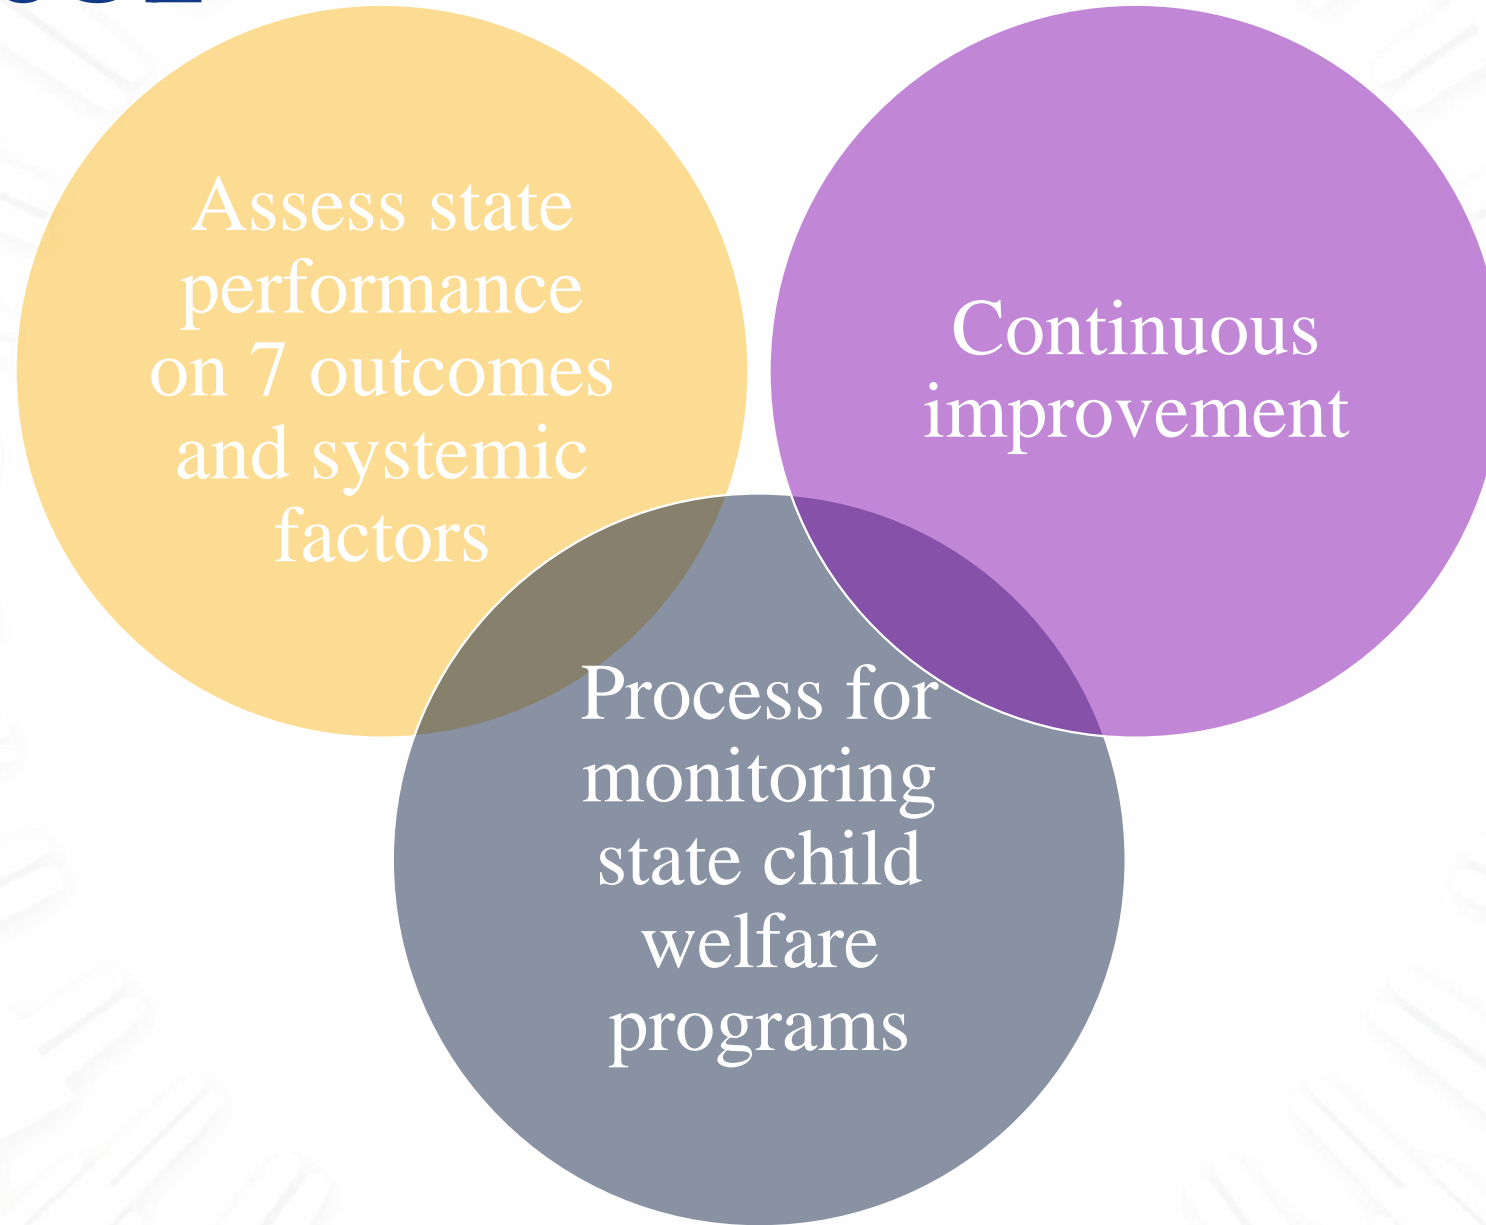 Assess state
performance
on 7 outcomes
and systemic
factors
Continuous
improvement
Process for
monitoring
state child
welfare
programs